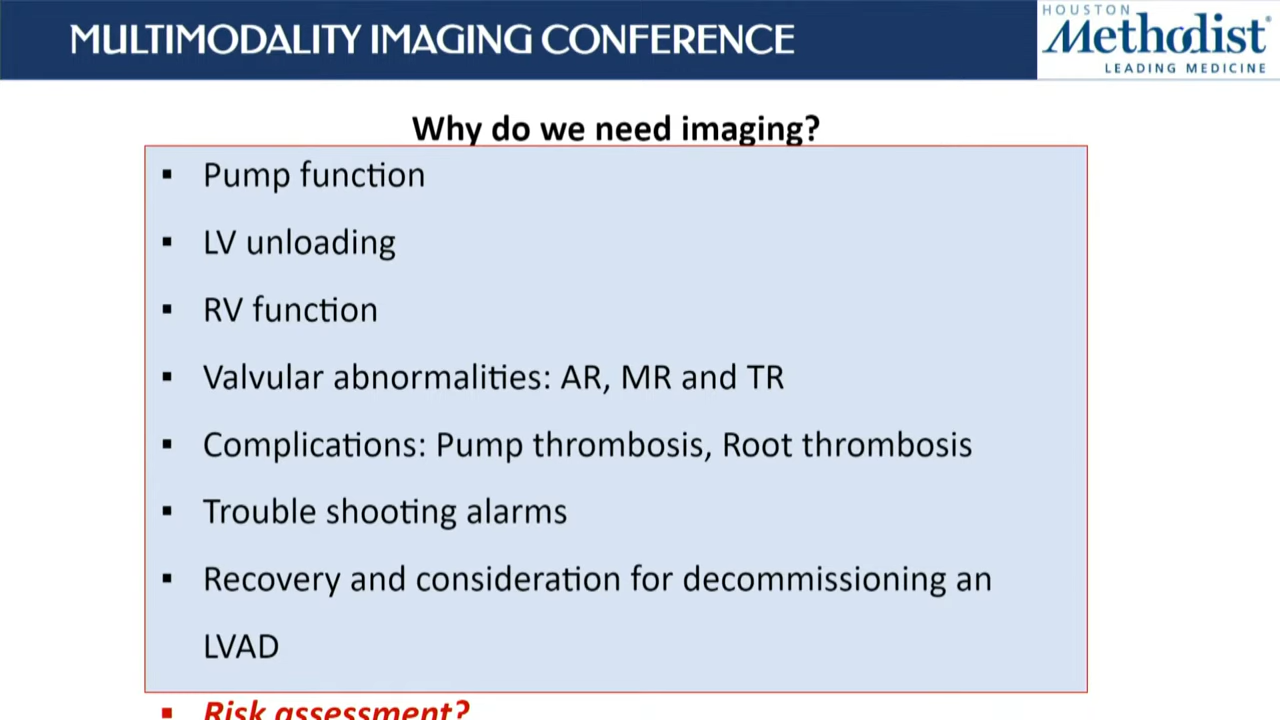 MULTIMODALITY IMAGING CONFERENCE
HOUSTON
Methodist®
LEADING MEDICINE
Why do we need imaging?
▪ Pump function
▪ LV unloading
▪ RV function
▪ Valvular abnormalities: AR, MR and TR
▪ Complications: Pump thrombosis, Root thrombosis
▪ Trouble shooting alarms
▪ Recovery and consideration for decommissioning an
LVAD
▪ Risk assessment?